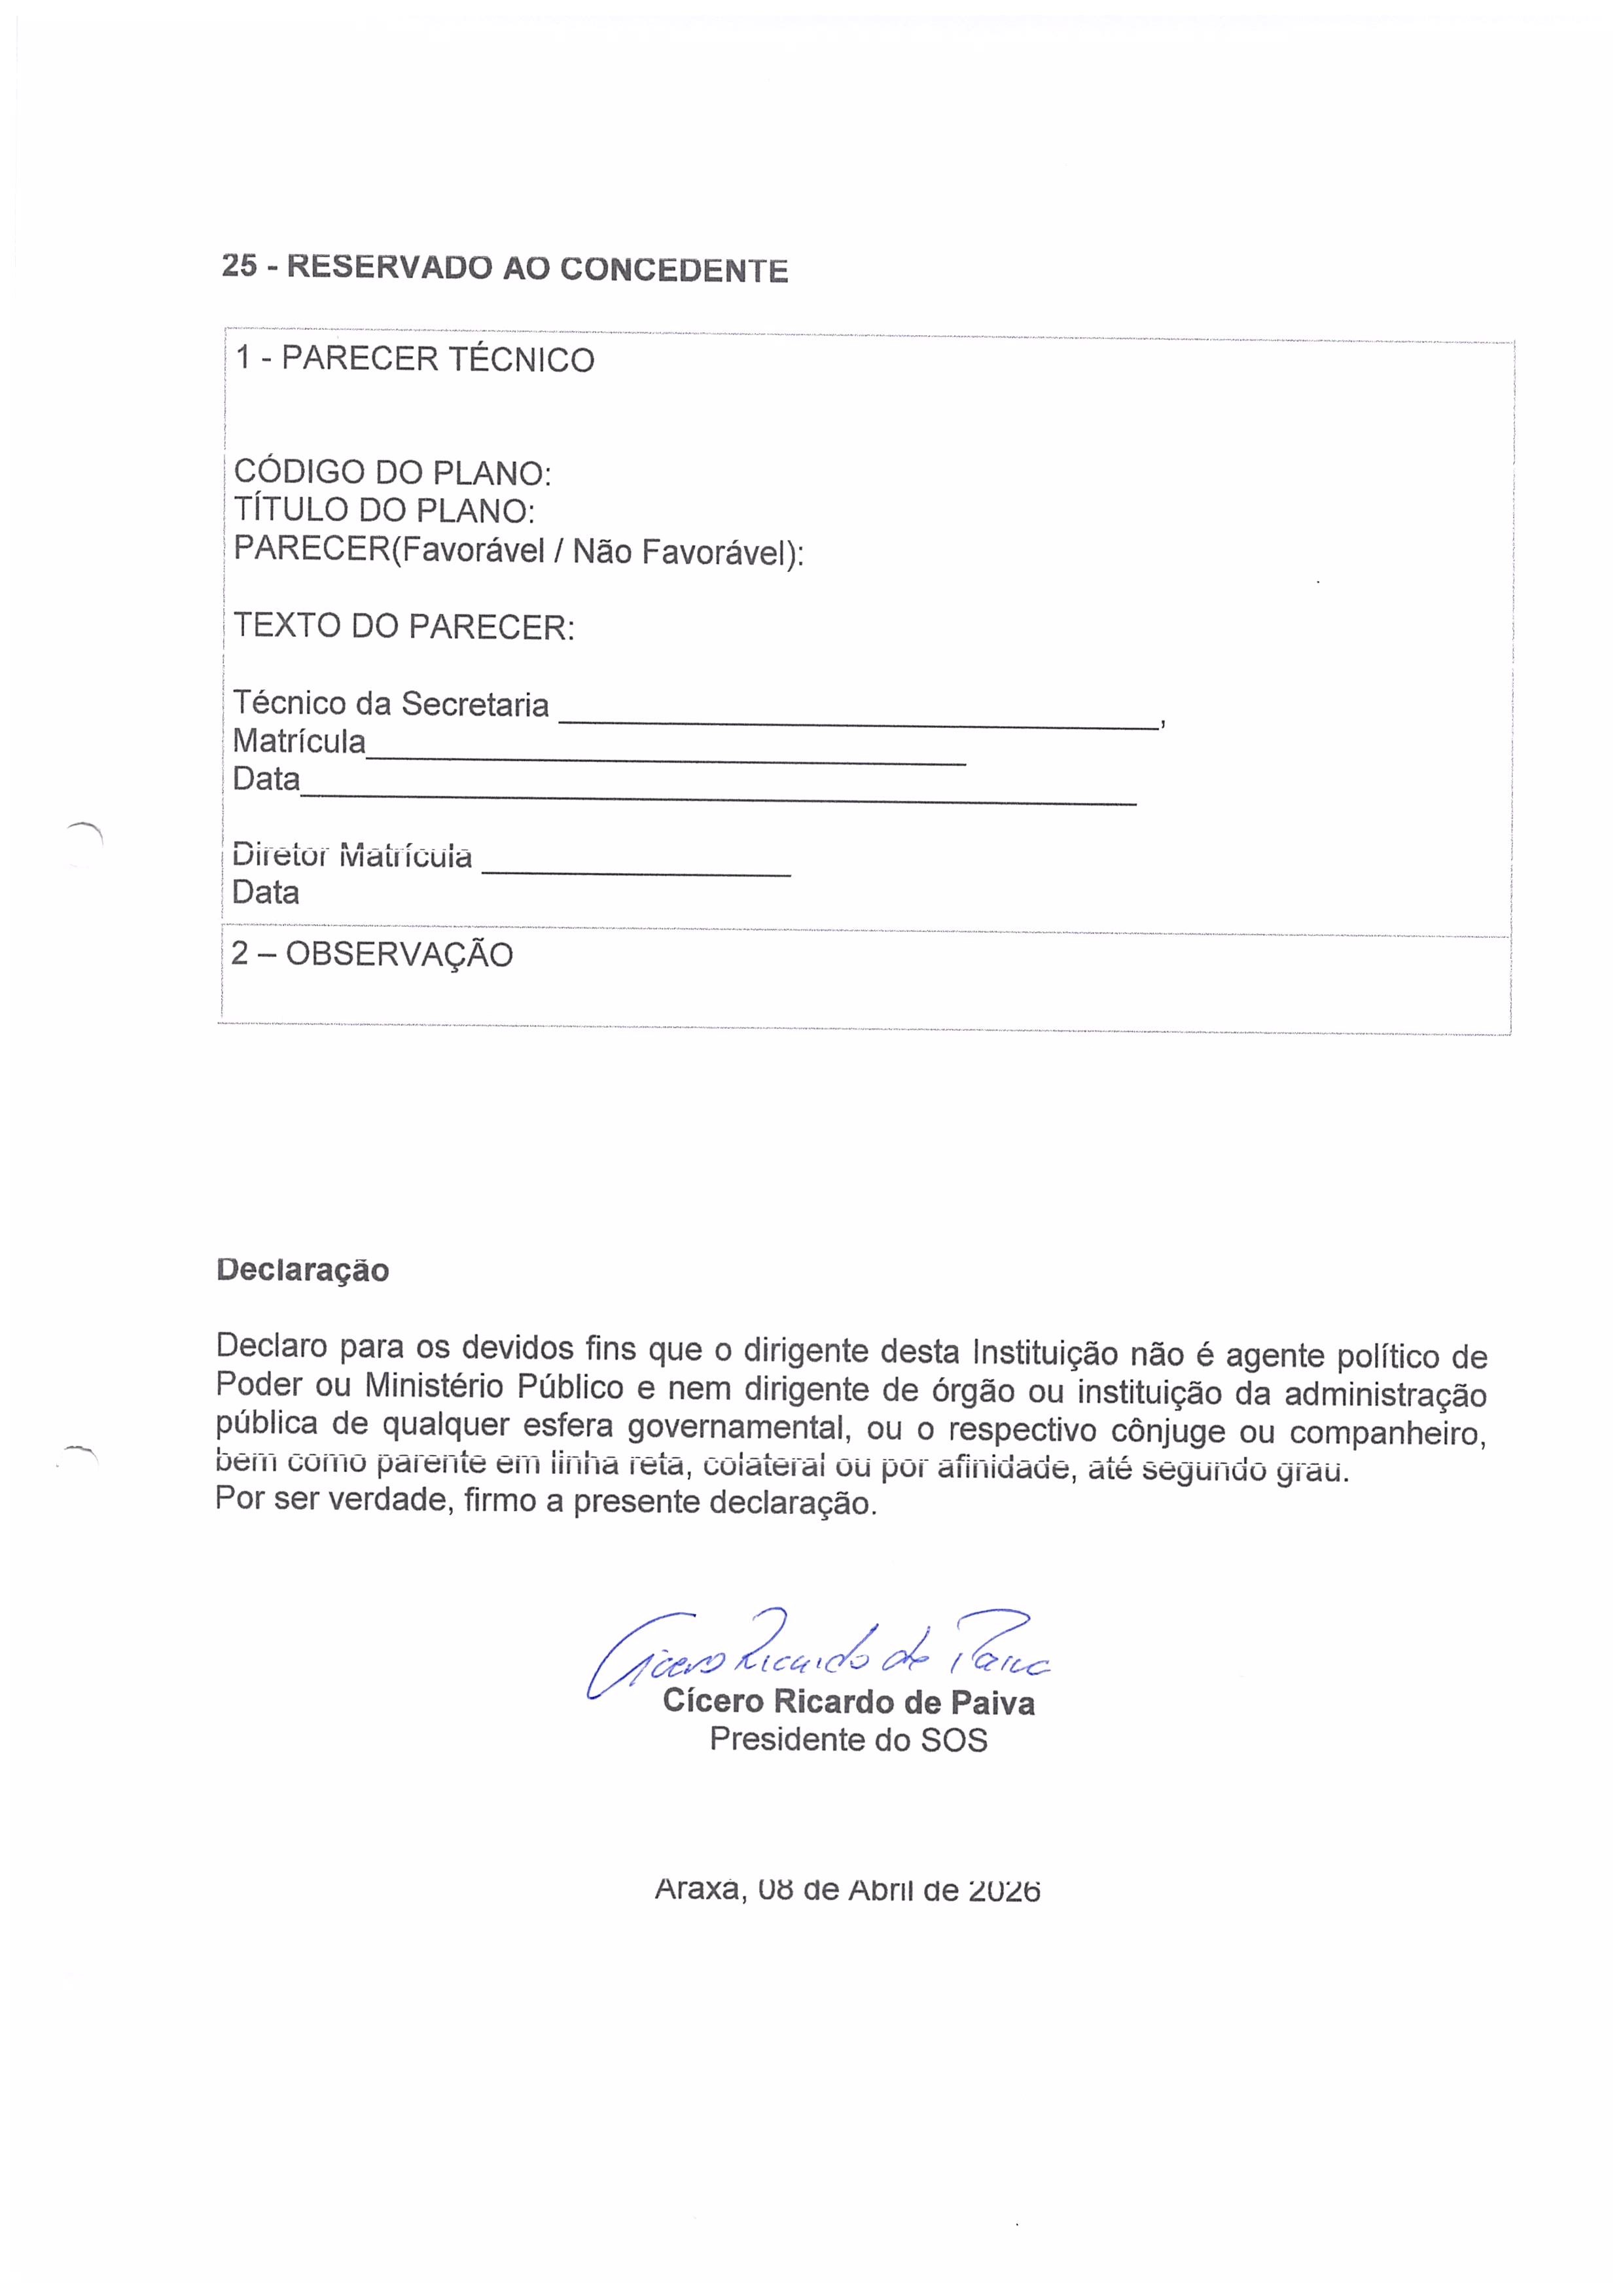 25 - RESERVADO AO CONCEDENTE
1 - PARECER TÉCNICO
CÓDIGO DO PLANO:
TÍTULO DO PLANO:
PARECER(Favorável / Não Favorável):
TEXTO DO PARECER:
Técnico da Secretaria ___________________________________,
Matrícula___________________________________
Data_________________________________________________
Diretor Matrícula __________________
Data
2 – OBSERVAÇÃO
Declaração
Declaro para os devidos fins que o dirigente desta Instituição não é agente político de
Poder ou Ministério Público e nem dirigente de órgão ou instituição da administração
pública de qualquer esfera governamental, ou o respectivo cônjuge ou companheiro,
bem como parente em linha reta, colateral ou por afinidade, até segundo grau.
Por ser verdade, firmo a presente declaração.
Cícero Ricardo de Paiva
Cícero Ricardo de Paiva
Presidente do SOS
Araxá, 08 de Abril de 2026